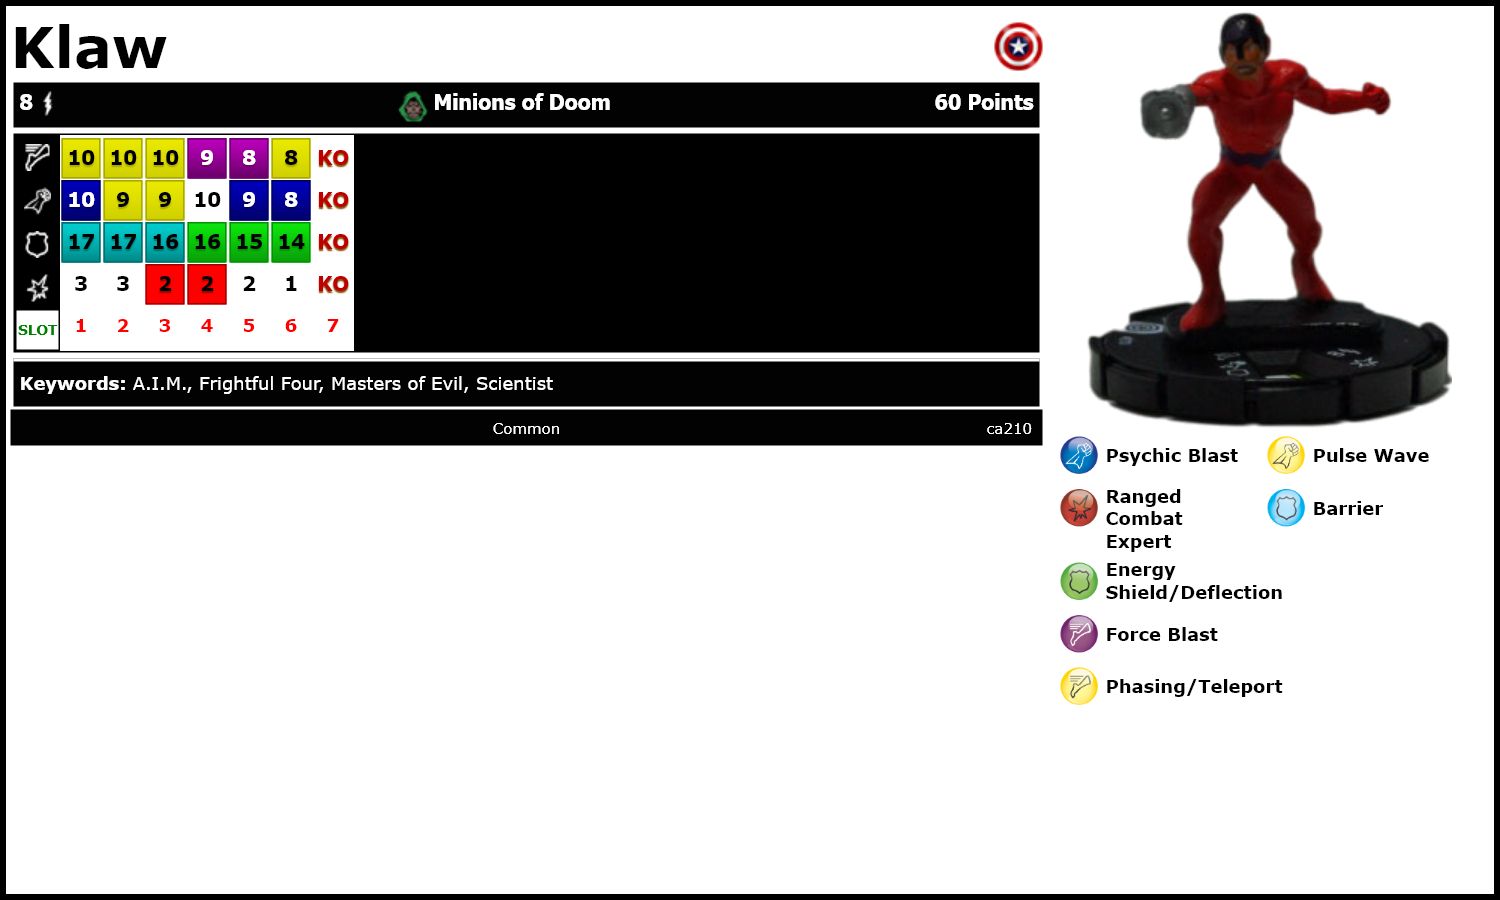 Klaw
8 Minions of Doom 60 Points
10 10 10 9 8 8 KO
10 9 9 10 9 8 KO
17 17 16 16 15 14 KO
3 3 2 2 2 1 KO
SLOT 1 2 3 4 5 6 7
Keywords: A.I.M., Frightful Four, Masters of Evil, Scientist
Common ca210
Psychic Blast Pulse Wave
Ranged
Combat
Expert
Barrier
Energy
Shield/Deflection
Force Blast
Phasing/Teleport